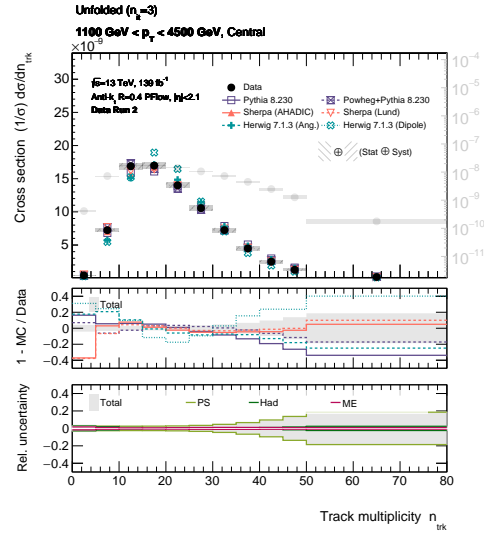 Unfolded (n_it=3)
1100 GeV < p_T < 4500 GeV, Central
×10⁻⁹
√s=13 TeV, 139 fb⁻¹
Anti-k_t R=0.4 PFlow, |η|<2.1
Data Run 2
Data
Pythia 8.230
Powheg+Pythia 8.230
Sherpa (AHADIC)
Sherpa (Lund)
Herwig 7.1.3 (Ang.)
Herwig 7.1.3 (Dipole)
(Stat ⊕ Syst)
Cross section (1/σ) dσ/dn_trk
30
25
20
15
10
5
10⁻⁴
10⁻⁵
10⁻⁶
10⁻⁷
10⁻⁸
10⁻⁹
10⁻¹⁰
10⁻¹¹
1 - MC / Data
0.4
0.2
0
−0.2
−0.4
Total
Rel. uncertainty
0.4
0.2
0
−0.2
−0.4
Total PS Had ME
0 10 20 30 40 50 60 70 80
Track multiplicity n_trk